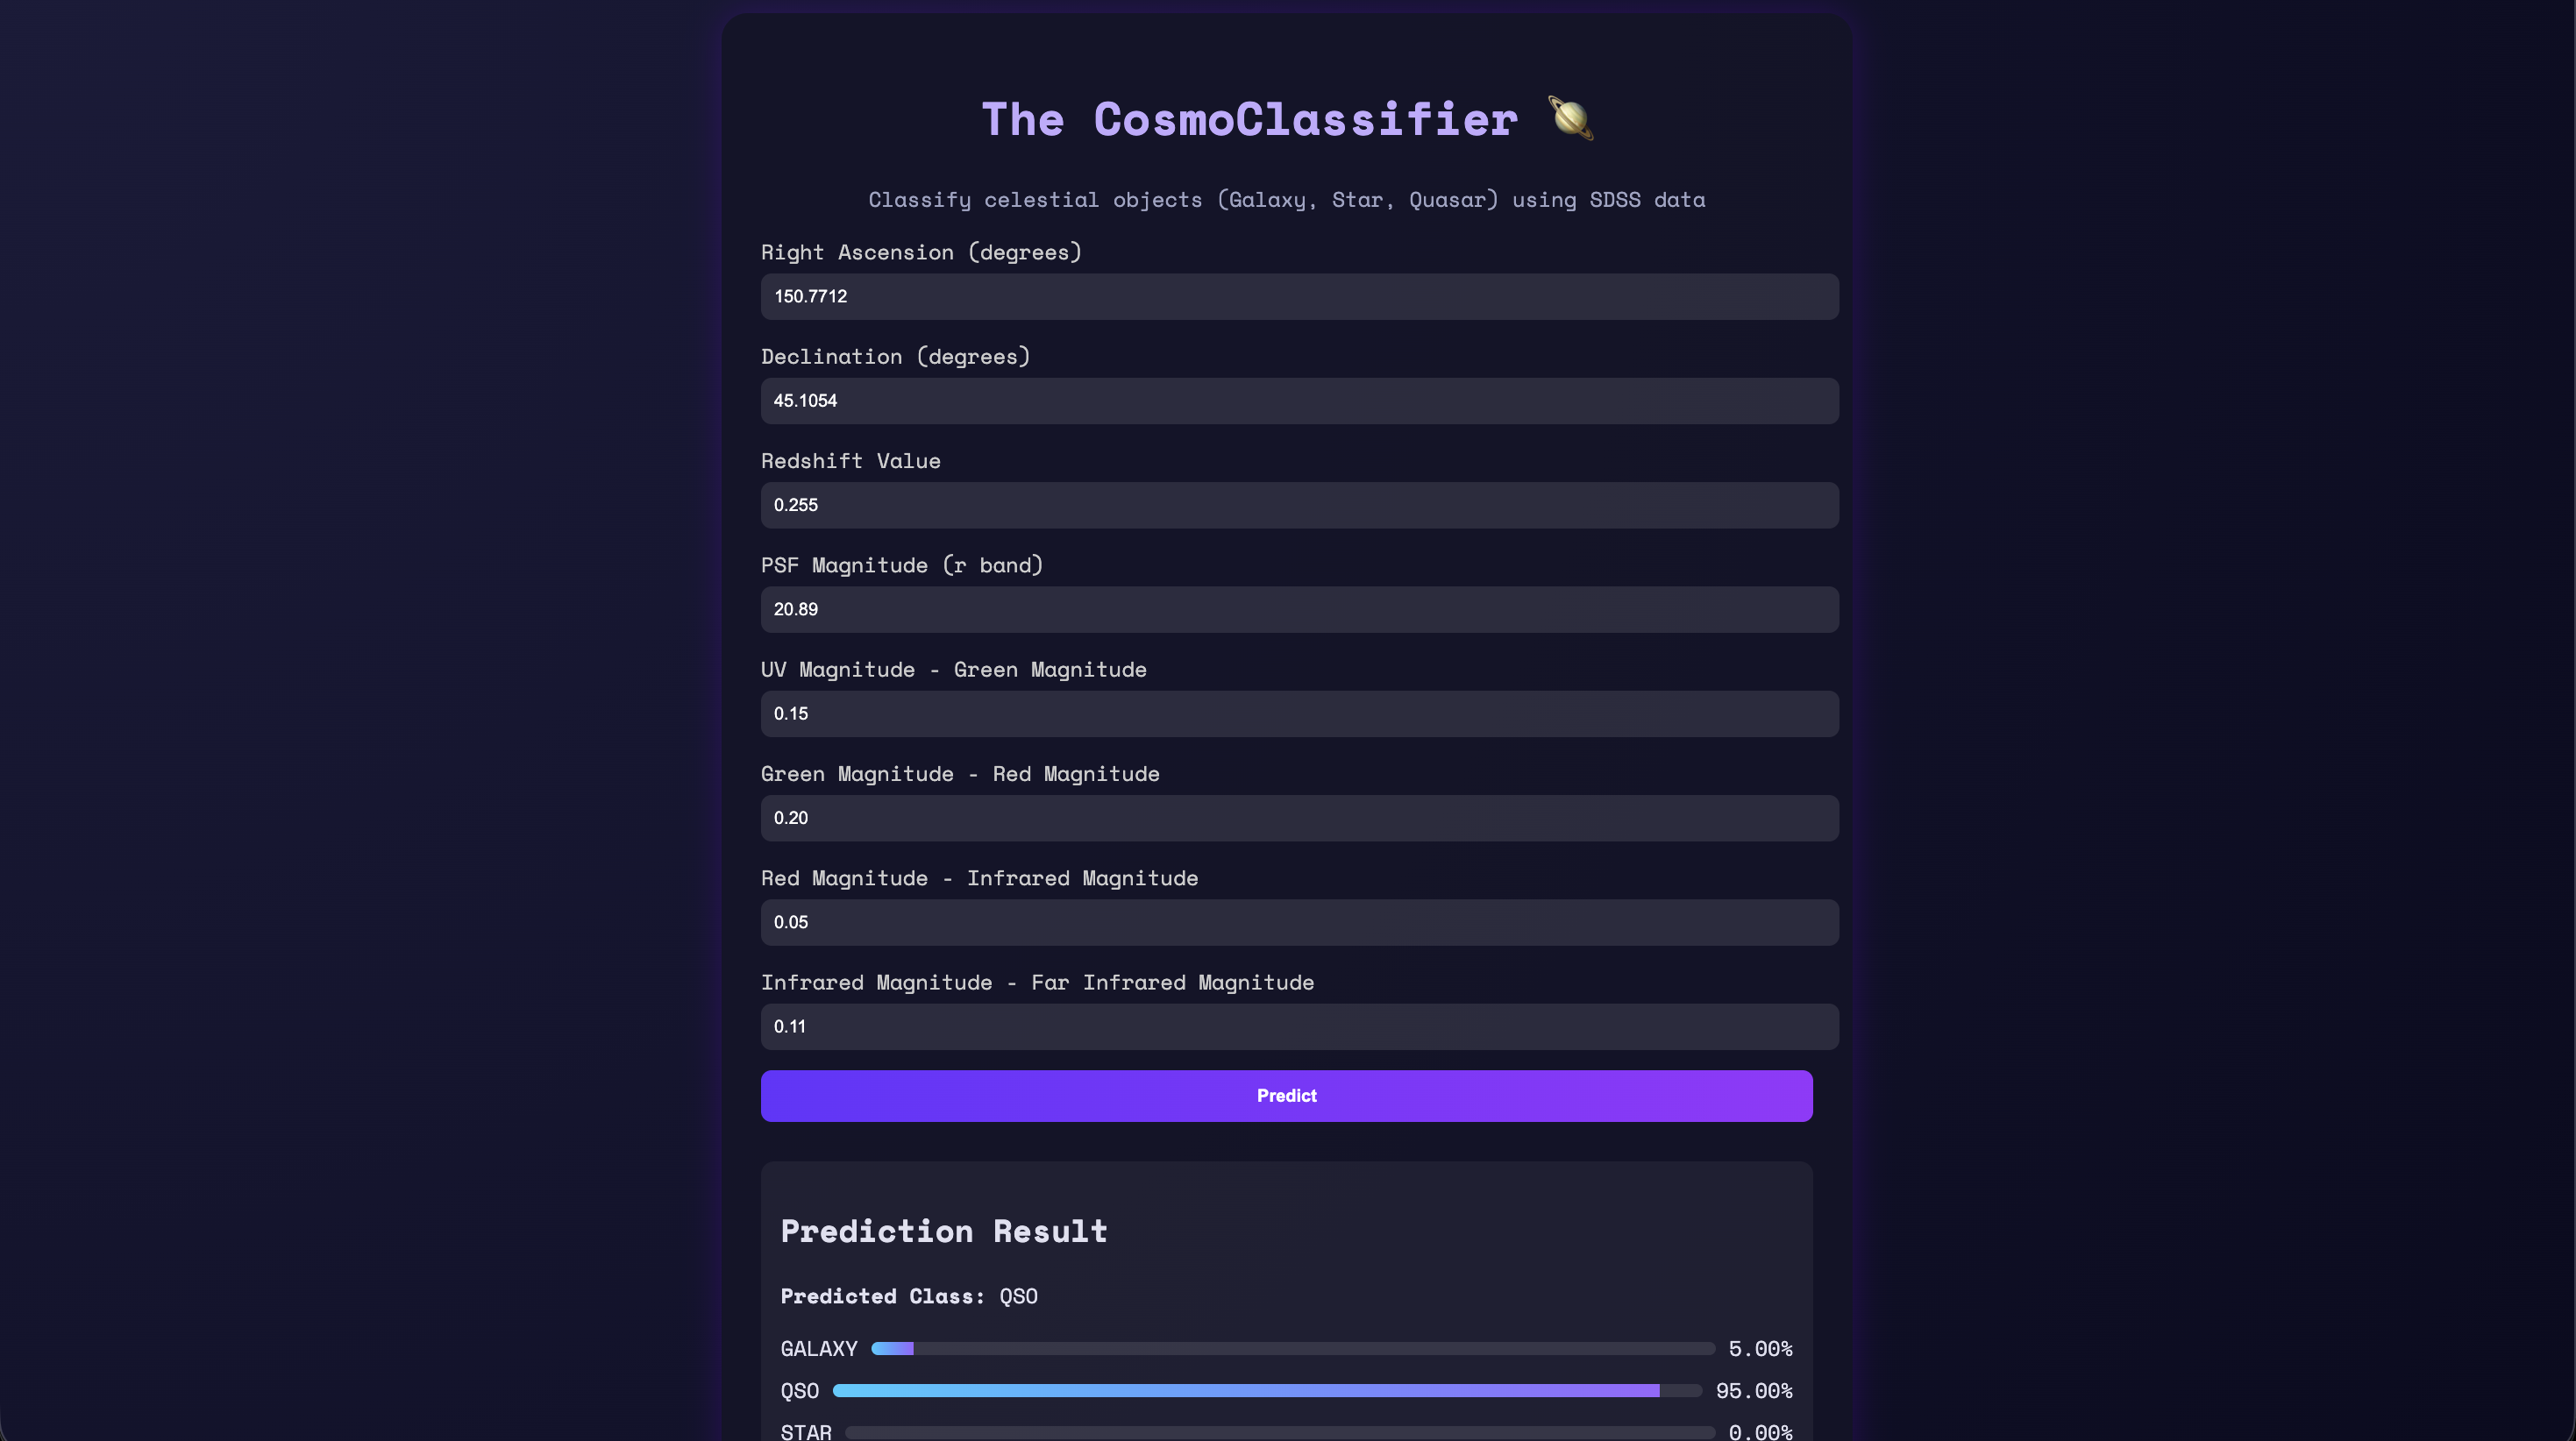 The CosmoClassifier 🪐
Classify celestial objects (Galaxy, Star, Quasar) using SDSS data
Right Ascension (degrees)
150.7712
Declination (degrees)
45.1054
Redshift Value
0.255
PSF Magnitude (r band)
20.89
UV Magnitude - Green Magnitude
0.15
Green Magnitude - Red Magnitude
0.20
Red Magnitude - Infrared Magnitude
0.05
Infrared Magnitude - Far Infrared Magnitude
0.11
Predict
Prediction Result
Predicted Class: QSO
GALAXY 5.00%
QSO 95.00%
STAR 0.00%